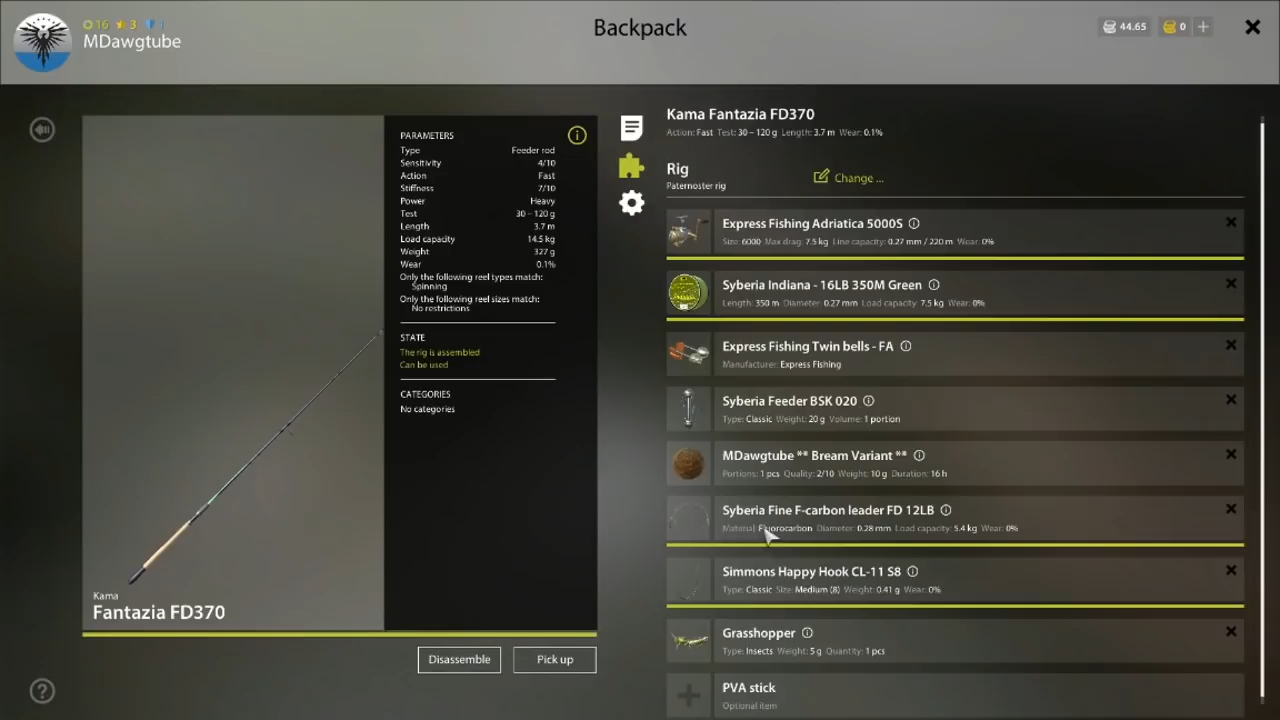 16 3 1
MDawgtube
Backpack
44.65
0
PARAMETERS
Type Feeder rod
Sensitivity 4/10
Action Fast
Stiffness 7/10
Power Heavy
Test 30 – 120 g
Length 3.7 m
Load capacity 14.5 kg
Weight 327 g
Wear 0.1%
Only the following reel types match:
Spinning
Only the following reel sizes match:
No restrictions
STATE
The rig is assembled
Can be used
CATEGORIES
No categories
Kama
Fantazia FD370
Disassemble
Pick up
Kama Fantazia FD370
Action: Fast Test: 30 – 120 g Length: 3.7 m Wear: 0.1%
Rig
Paternoster rig
Change ...
Express Fishing Adriatica 5000S
Size: 6000 Max drag: 7.5 kg Line capacity: 0.27 mm / 220 m Wear: 0%
Syberia Indiana - 16LB 350M Green
Length: 350 m Diameter: 0.27 mm Load capacity: 7.5 kg Wear: 0%
Express Fishing Twin bells - FA
Manufacturer: Express Fishing
Syberia Feeder BSK 020
Type: Classic Weight: 20 g Volume: 1 portion
MDawgtube ** Bream Variant **
Portions: 1 pcs Quality: 2/10 Weight: 10 g Duration: 16 h
Syberia Fine F-carbon leader FD 12LB
Material: Fluorocarbon Diameter: 0.28 mm Load capacity: 5.4 kg Wear: 0%
Simmons Happy Hook CL-11 S8
Type: Classic Size: Medium (8) Weight: 0.41 g Wear: 0%
Grasshopper
Type: Insects Weight: 5 g Quantity: 1 pcs
PVA stick
Optional item